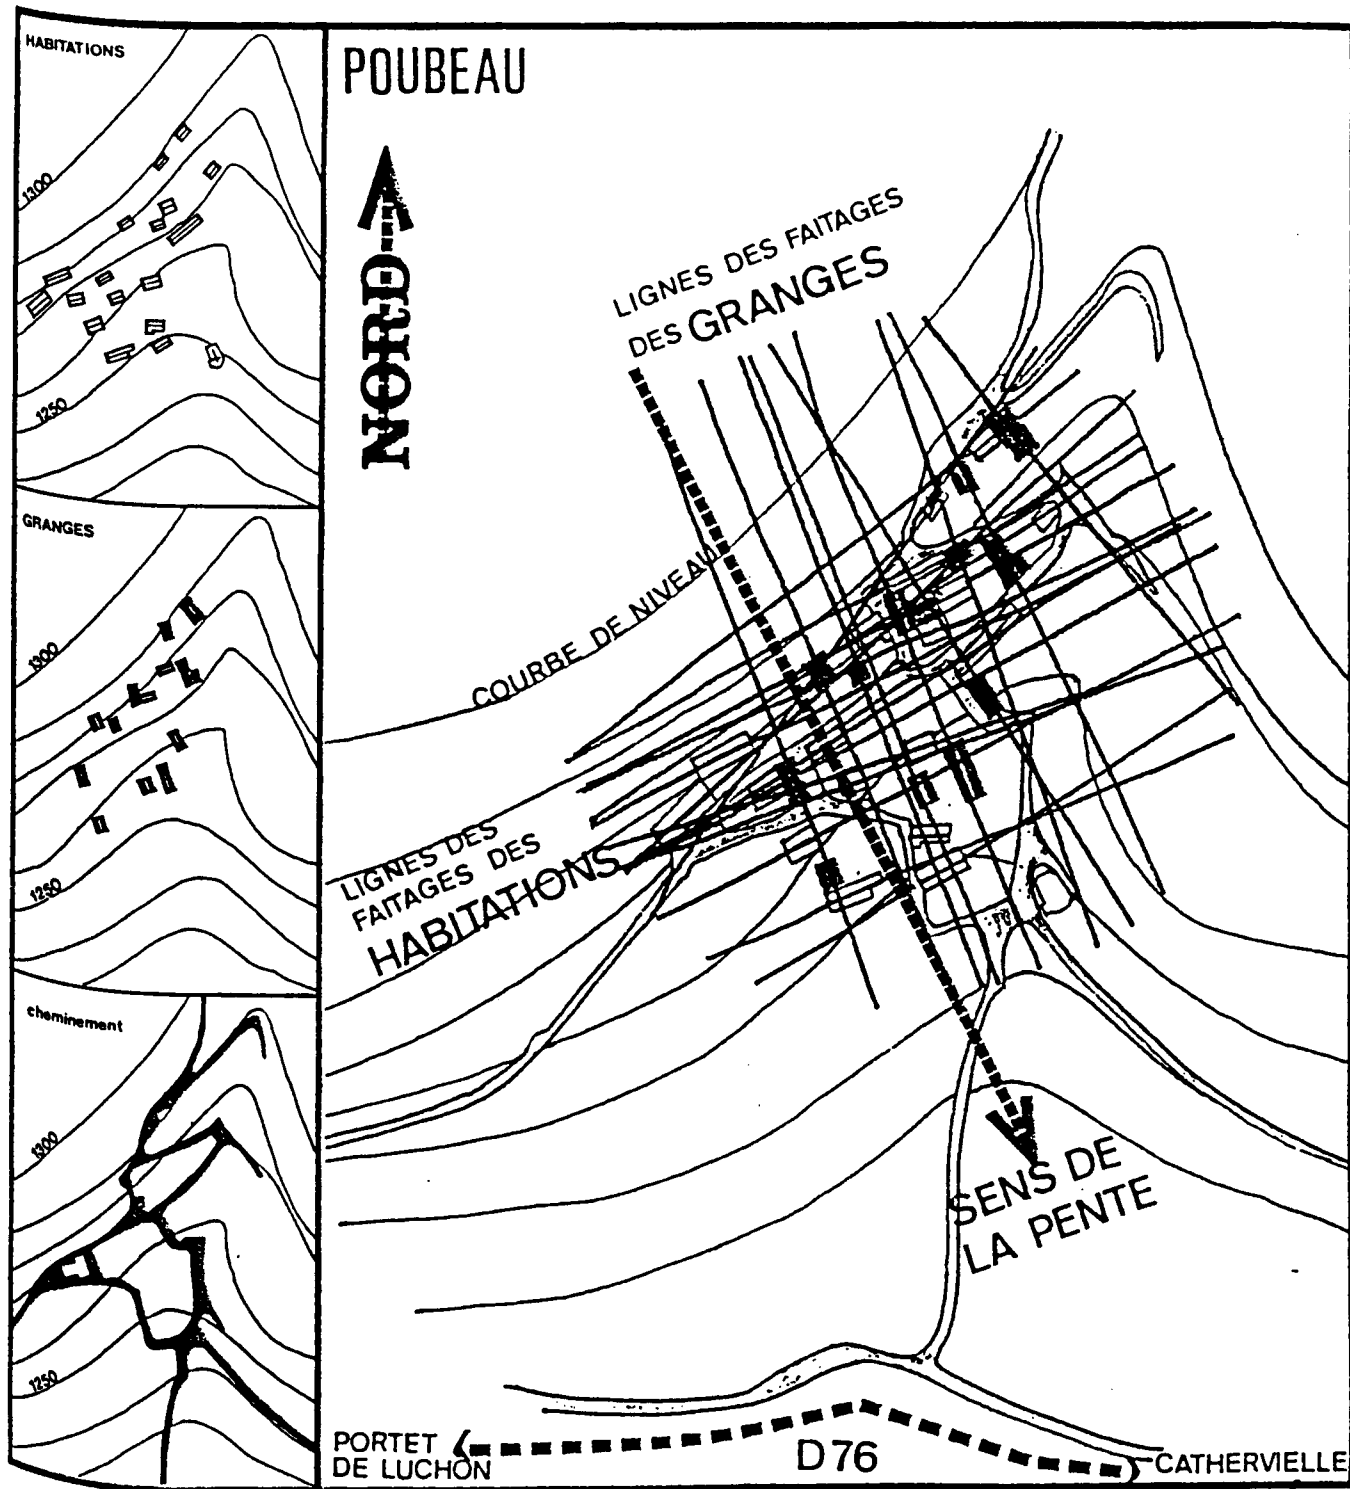 HABITATIONS
1300
1250
GRANGES
1300
1250
cheminement
1300
1250
POUBEAU
NORD
LIGNES DES FAITAGES
DES GRANGES
COURBE DE NIVEAU
LIGNES DES
FAITAGES DES
HABITATIONS
SENS DE
LA PENTE
PORTET
DE LUCHON
D76
CATHERVIELLE